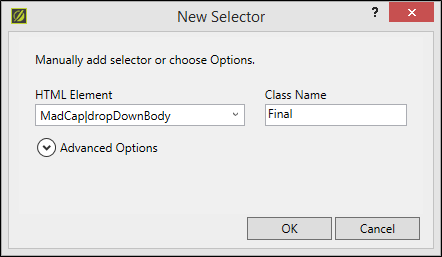 New Selector
?
Manually add selector or choose Options.
HTML Element
Class Name
MadCap|dropDownBody
Final
Advanced Options
OK
Cancel